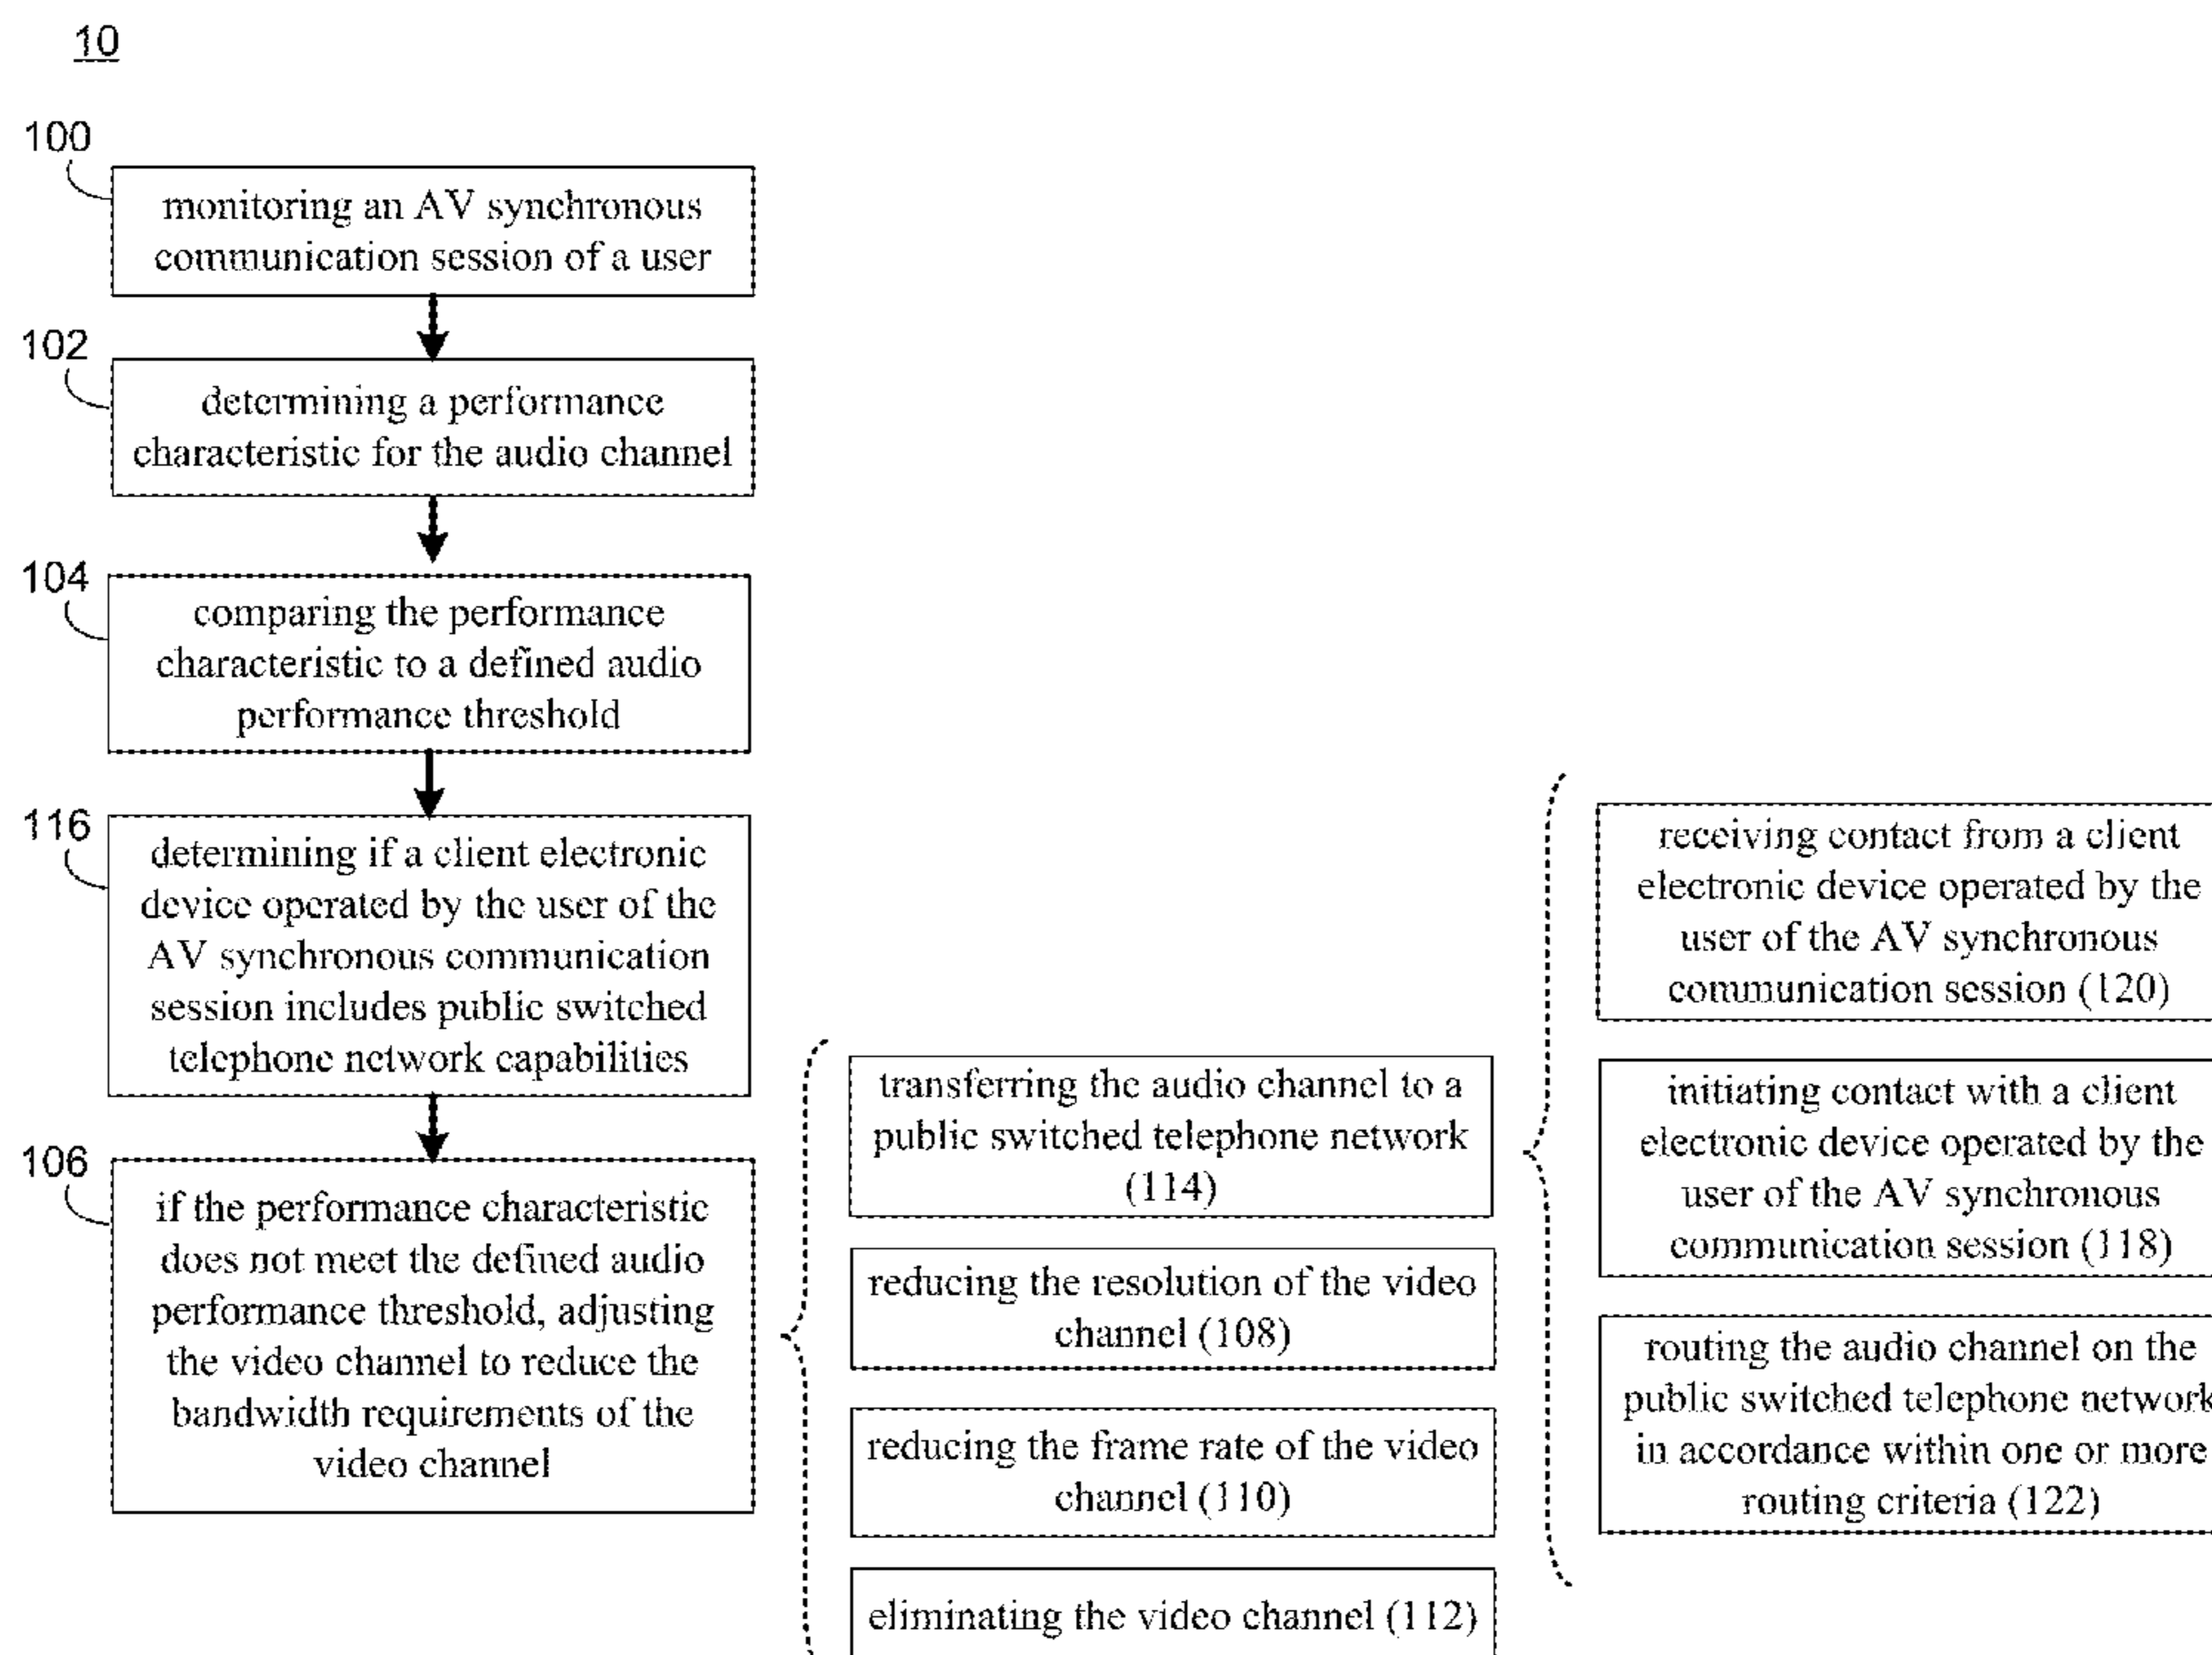 10
100
monitoring an AV synchronous
communication session of a user
102
determining a performance
characteristic for the audio channel
104
comparing the performance
characteristic to a defined audio
performance threshold
116
determining if a client electronic
device operated by the user of the
AV synchronous communication
session includes public switched
telephone network capabilities
106
if the performance characteristic
does not meet the defined audio
performance threshold, adjusting
the video channel to reduce the
bandwidth requirements of the
video channel
transferring the audio channel to a
public switched telephone network
(114)
reducing the resolution of the video
channel (108)
reducing the frame rate of the video
channel (110)
eliminating the video channel (112)
receiving contact from a client
electronic device operated by the
user of the AV synchronous
communication session (120)
initiating contact with a client
electronic device operated by the
user of the AV synchronous
communication session (118)
routing the audio channel on the
public switched telephone network
in accordance within one or more
routing criteria (122)